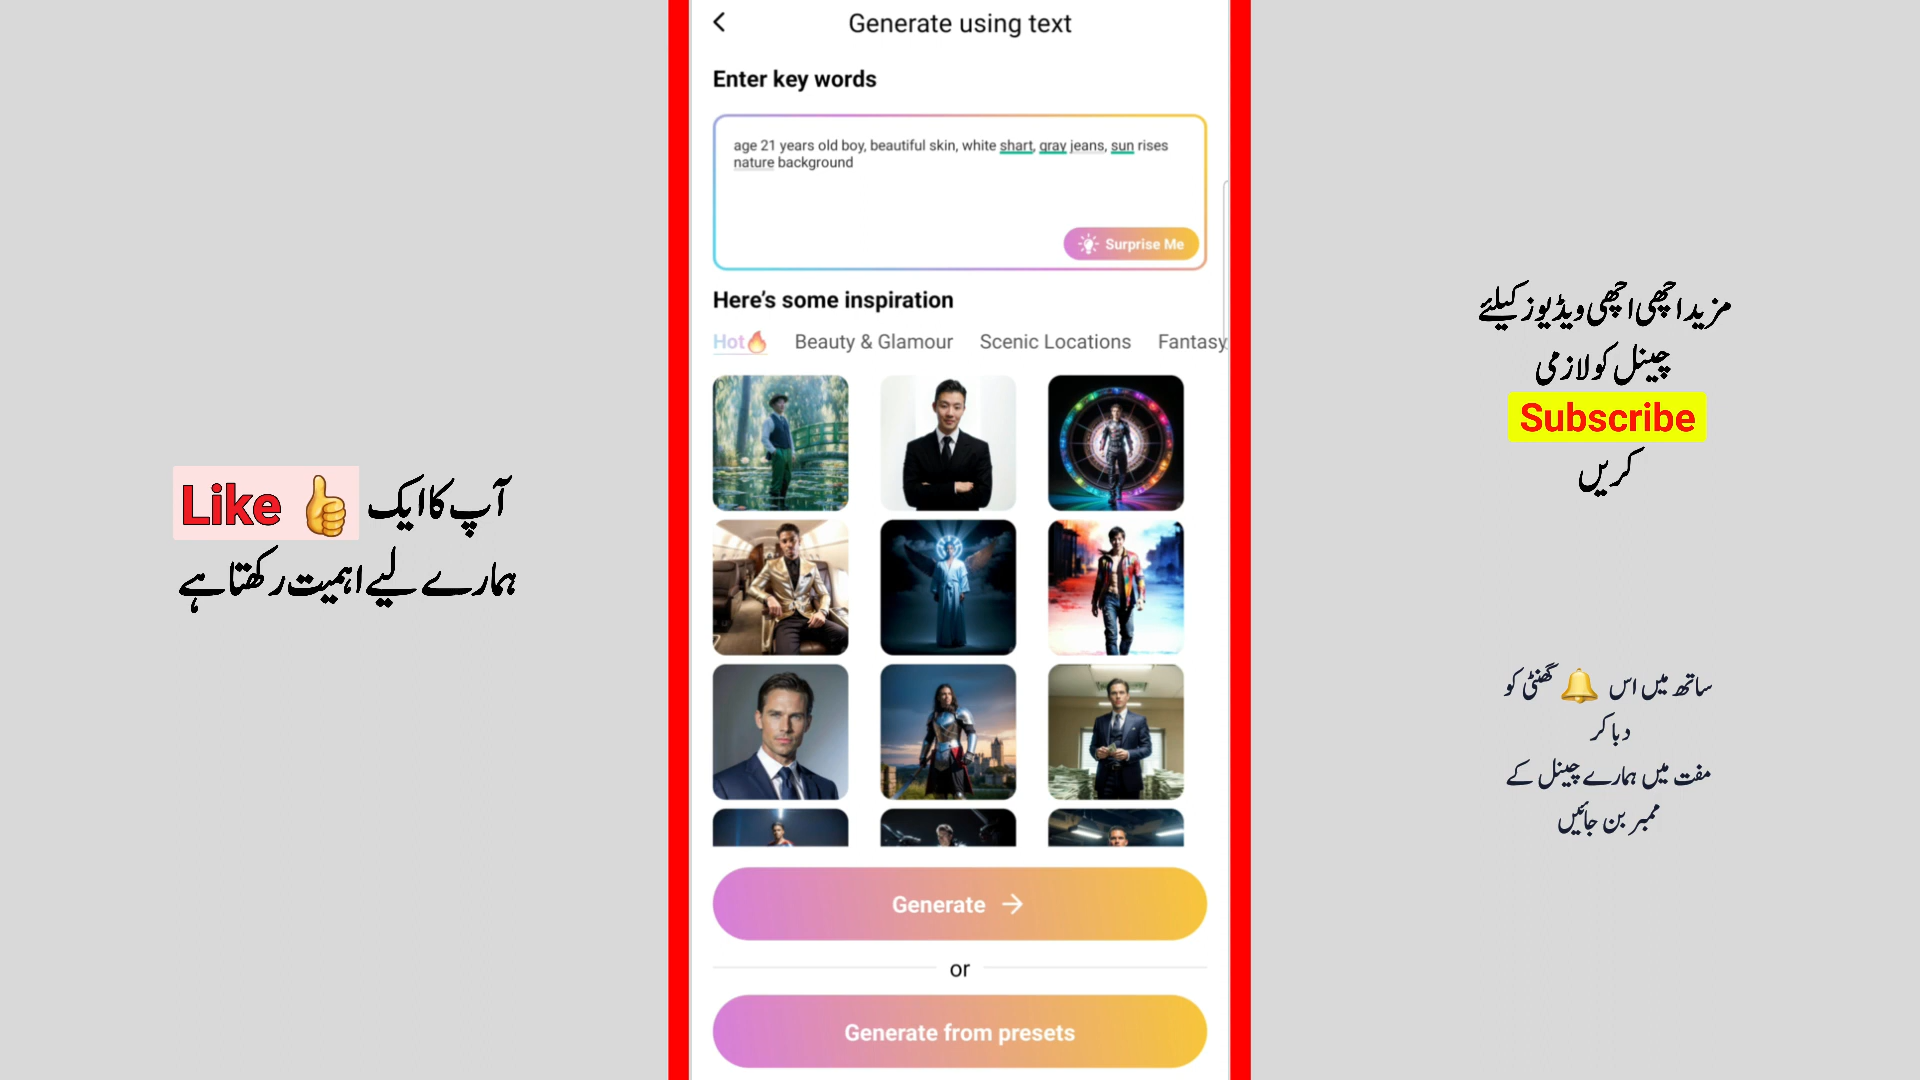 Generate using text
Enter key words
age 21 years old boy, beautiful skin, white shart, gray jeans, sun rises
nature background
Surprise Me
Here's some inspiration
Hot🔥 Beauty & Glamour Scenic Locations Fantasy
Generate →
or
Generate from presets
آپ کا ایک 👍 Like
ہمارے لیے اہمیت رکھتا ہے
مزید اچھی اچھی ویڈیوز کیلئے
چینل کو لازمی
Subscribe
کریں
ساتھ میں اس 🔔 گھنٹی کو
دبا کر
مفت میں ہمارے چینل کے
ممبر بن جائیں